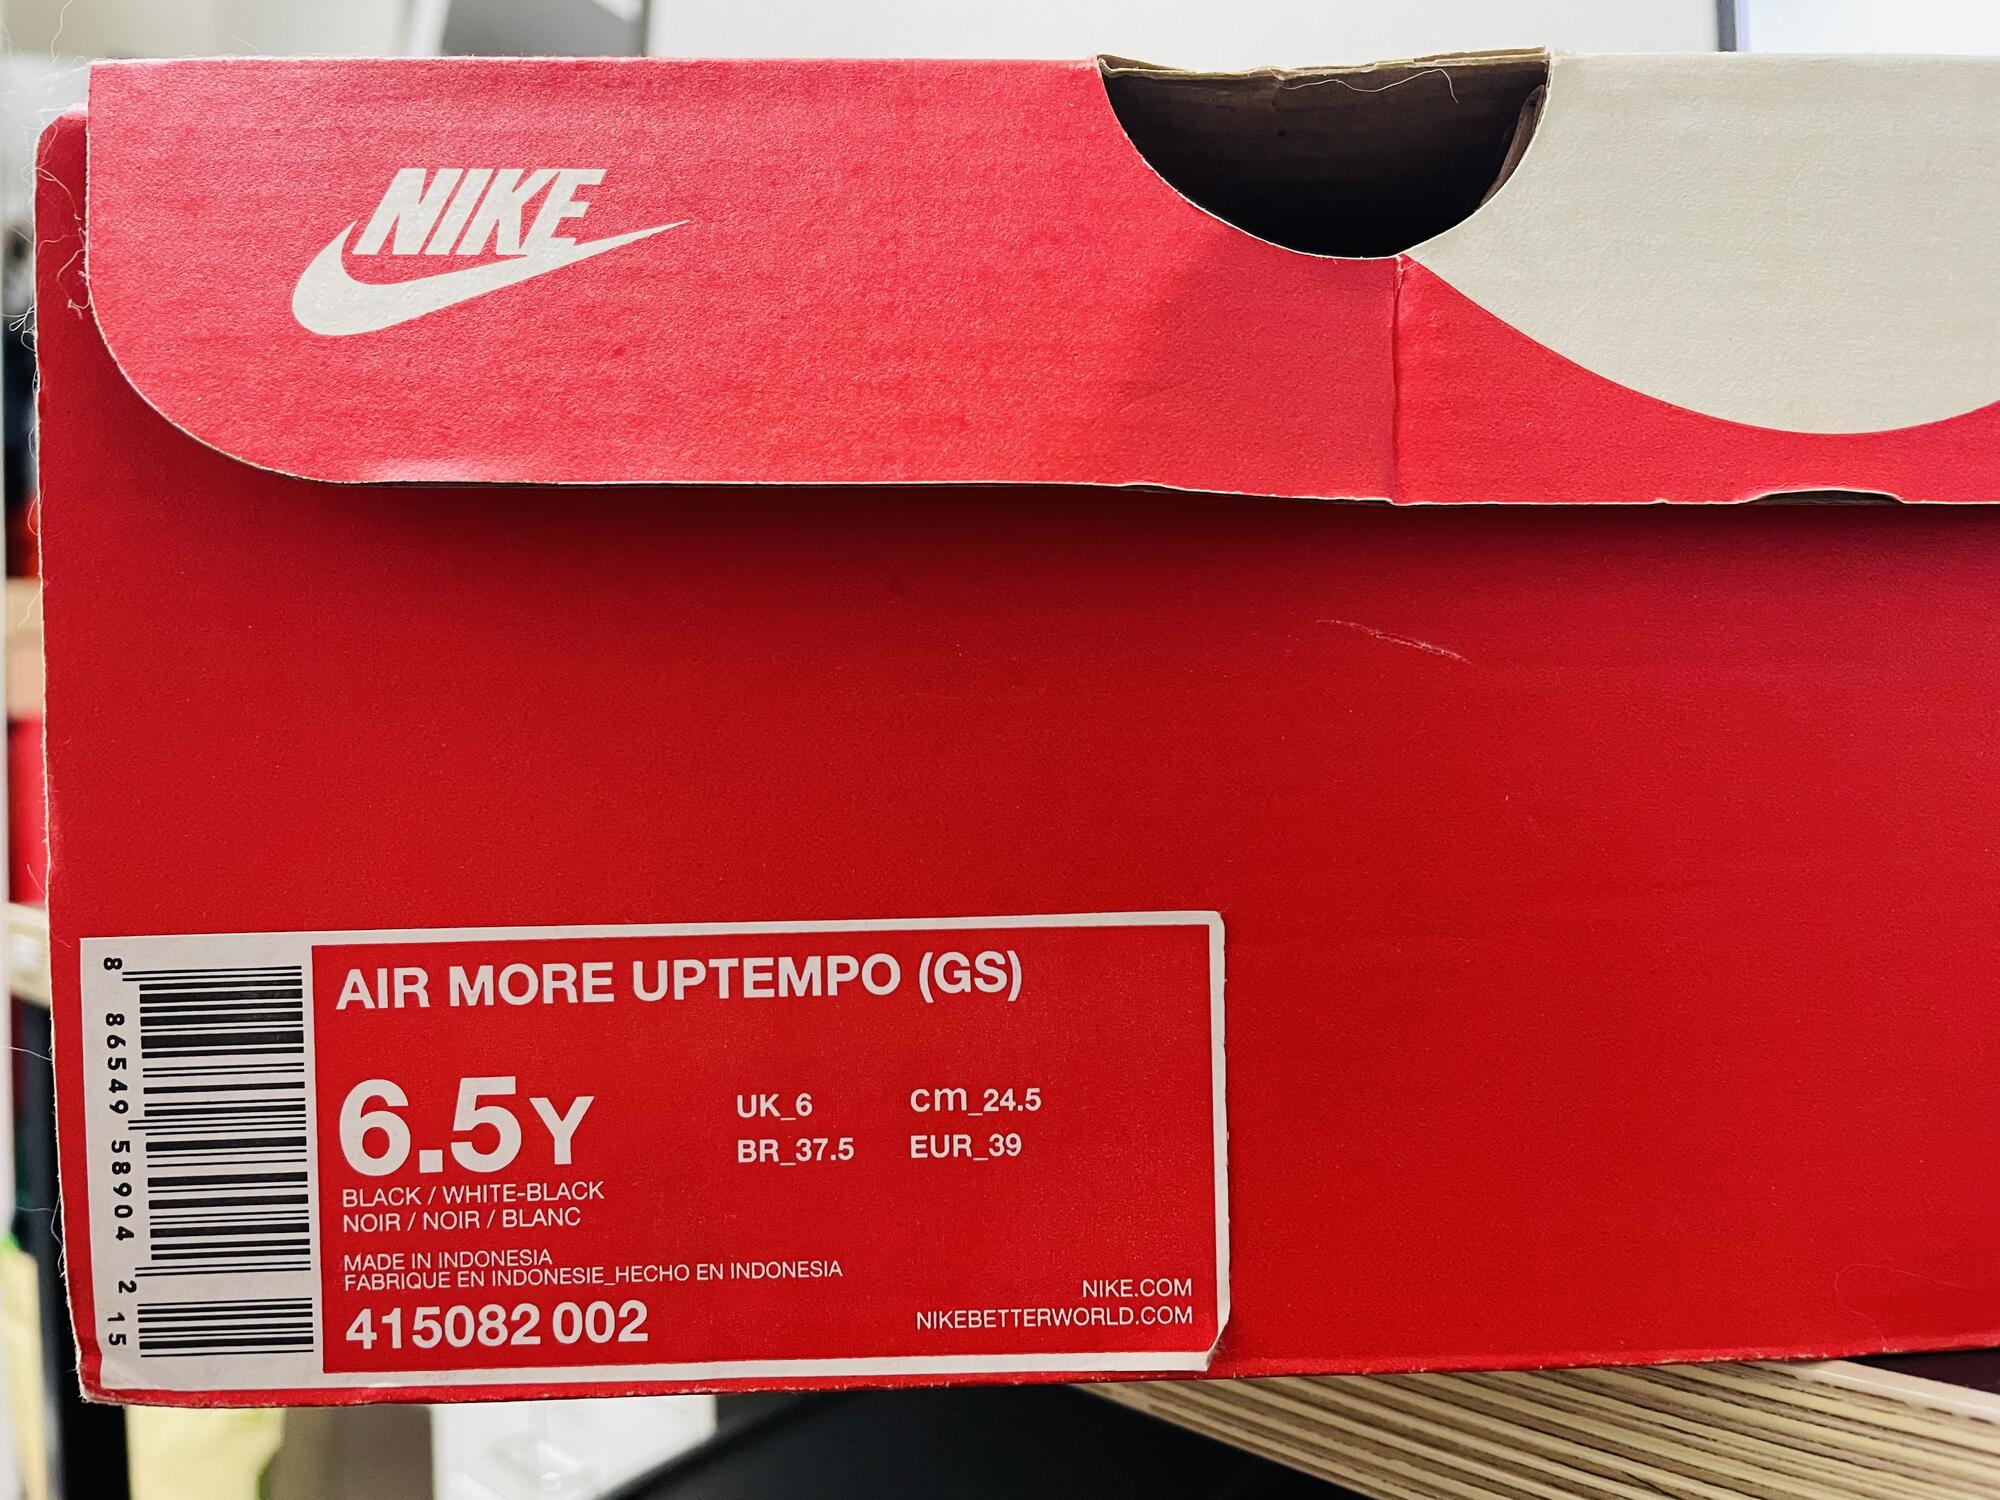 NIKE
AIR MORE UPTEMPO (GS)
6.5Y
UK_6 cm_24.5
BR_37.5 EUR_39
BLACK / WHITE-BLACK
NOIR / NOIR / BLANC
MADE IN INDONESIA
FABRIQUE EN INDONESIE_HECHO EN INDONESIA
415082 002
NIKE.COM
NIKEBETTERWORLD.COM
8 86549 58904 2 15